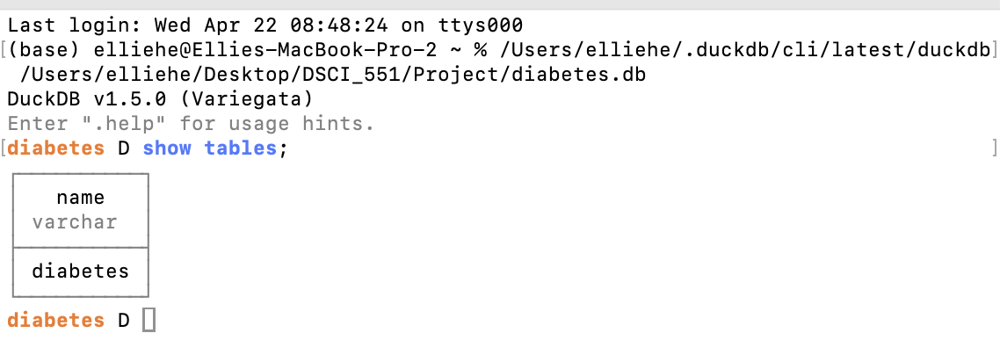 Last login: Wed Apr 22 08:48:24 on ttys000
[(base) elliehe@Ellies-MacBook-Pro-2 ~ % /Users/elliehe/.duckdb/cli/latest/duckdb]
/Users/elliehe/Desktop/DSCI_551/Project/diabetes.db
DuckDB v1.5.0 (Variegata)
Enter ".help" for usage hints.
[diabetes D show tables; ]
name
varchar
diabetes
diabetes D